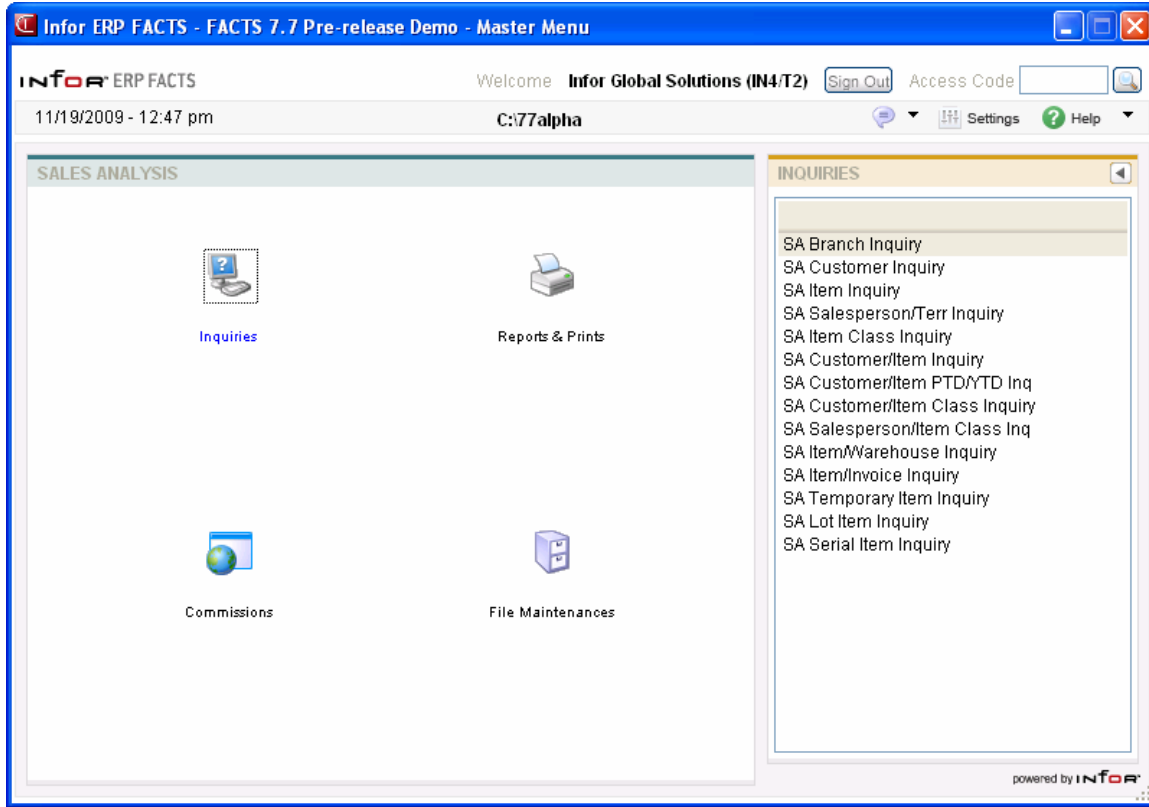 Infor ERP FACTS - FACTS 7.7 Pre-release Demo - Master Menu
INFOR ERP FACTS
Welcome Infor Global Solutions (IN4/T2) Sign Out Access Code
11/19/2009 - 12:47 pm C:\77alpha Settings Help
SALES ANALYSIS
Inquiries
Reports & Prints
Commissions
File Maintenances
INQUIRIES
SA Branch Inquiry
SA Customer Inquiry
SA Item Inquiry
SA Salesperson/Terr Inquiry
SA Item Class Inquiry
SA Customer/Item Inquiry
SA Customer/Item PTD/YTD Inq
SA Customer/Item Class Inquiry
SA Salesperson/Item Class Inq
SA Item/Warehouse Inquiry
SA Item/Invoice Inquiry
SA Temporary Item Inquiry
SA Lot Item Inquiry
SA Serial Item Inquiry
powered by INFOR